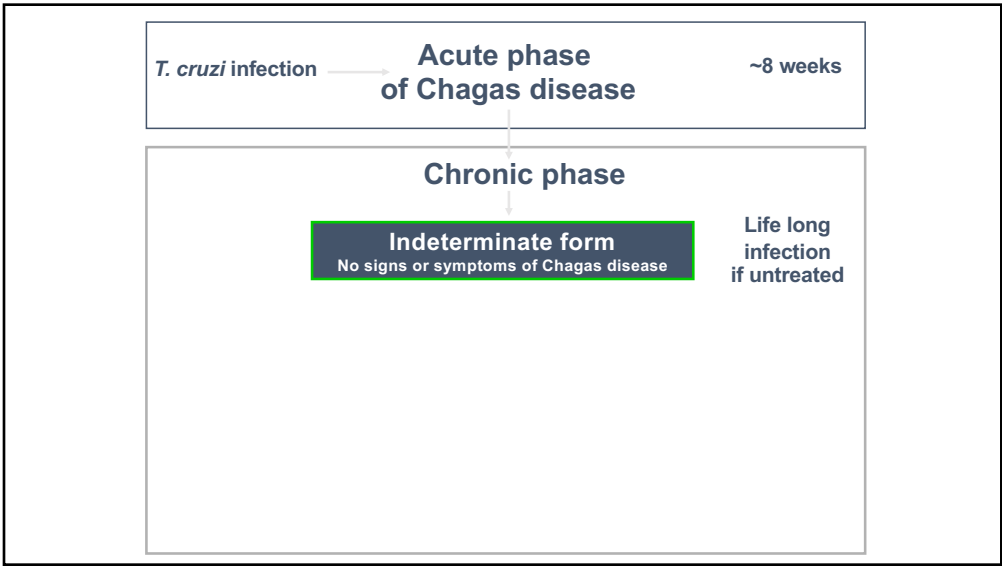 T. cruzi infection
Acute phase
of Chagas disease
~8 weeks
Chronic phase
Indeterminate form
No signs or symptoms of Chagas disease
Life long
infection
if untreated